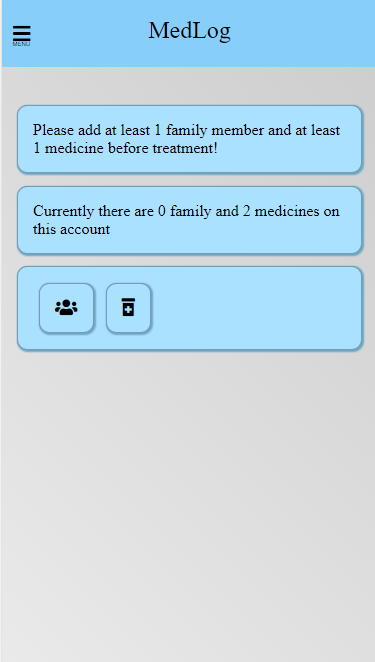 MedLog
MENU
Please add at least 1 family member and at least
1 medicine before treatment!
Currently there are 0 family and 2 medicines on
this account